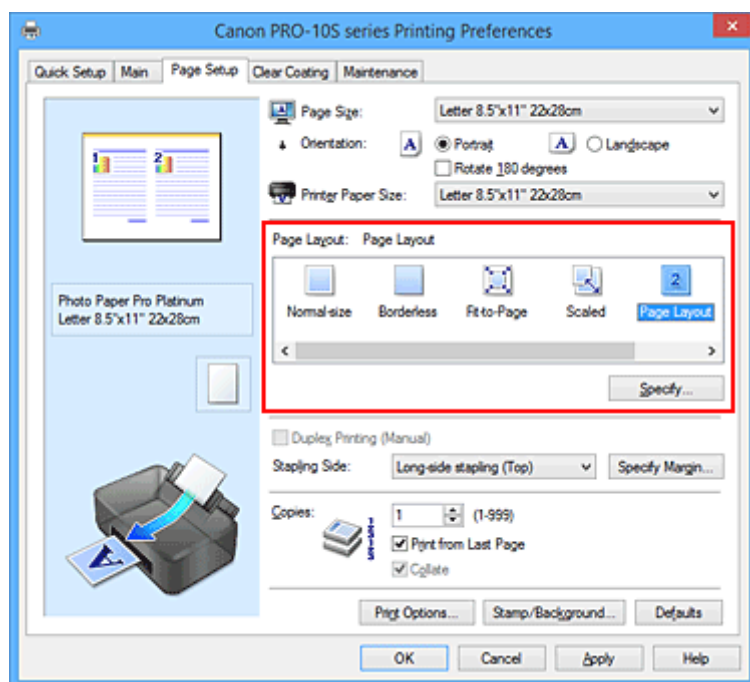 Canon PRO-10S series Printing Preferences
Quick Setup Main Page Setup Clear Coating Maintenance
1 2
Photo Paper Pro Platinum
Letter 8.5"x11" 22x28cm
A
Page Size: Letter 8.5"x11" 22x28cm
Orientation: A Portrait A Landscape
Rotate 180 degrees
Printer Paper Size: Letter 8.5"x11" 22x28cm
Page Layout: Page Layout
2
Normal-size Borderless Fit-to-Page Scaled Page Layout
Specify...
Duplex Printing (Manual)
Stapling Side: Long-side stapling (Top) Specify Margin...
Copies: 1 (1-999)
Print from Last Page
Collate
Print Options... Stamp/Background... Defaults
OK Cancel Apply Help